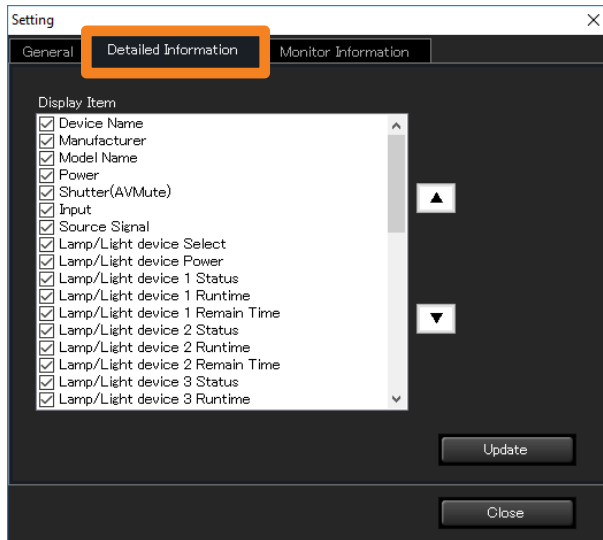 Setting
General Detailed Information Monitor Information
Display Item
Device Name
Manufacturer
Model Name
Power
Shutter(AVMute)
Input
Source Signal
Lamp/Light device Select
Lamp/Light device Power
Lamp/Light device 1 Status
Lamp/Light device 1 Runtime
Lamp/Light device 1 Remain Time
Lamp/Light device 2 Status
Lamp/Light device 2 Runtime
Lamp/Light device 2 Remain Time
Lamp/Light device 3 Status
Lamp/Light device 3 Runtime
Update
Close